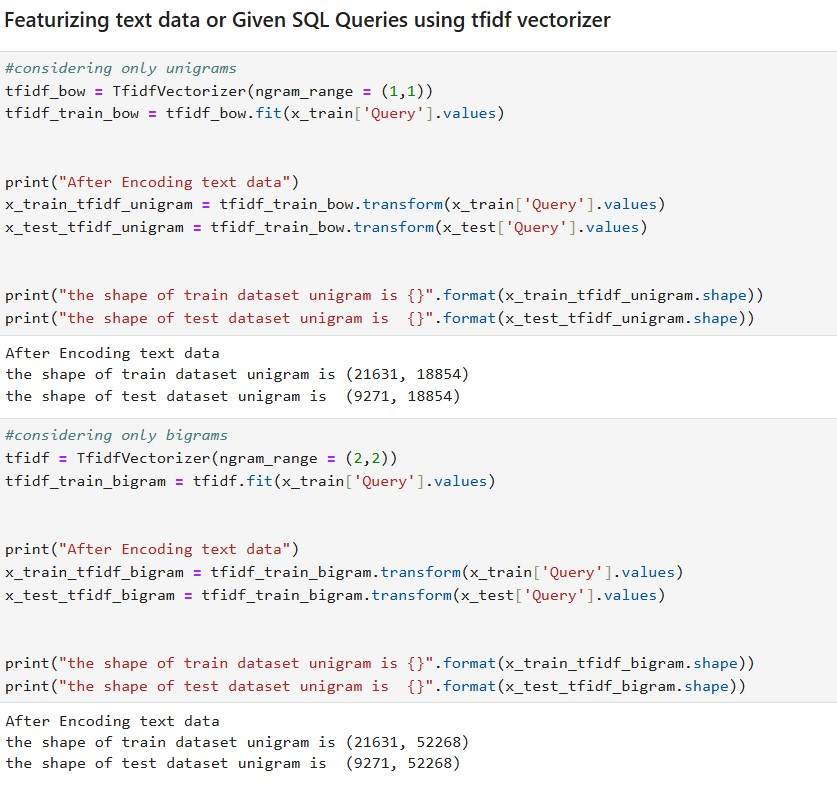 Featurizing text data or Given SQL Queries using tfidf vectorizer
#considering only unigrams
tfidf_bow = TfidfVectorizer(ngram_range = (1,1))
tfidf_train_bow = tfidf_bow.fit(x_train['Query'].values)
print("After Encoding text data")
x_train_tfidf_unigram = tfidf_train_bow.transform(x_train['Query'].values)
x_test_tfidf_unigram = tfidf_train_bow.transform(x_test['Query'].values)
print("the shape of train dataset unigram is {}".format(x_train_tfidf_unigram.shape))
print("the shape of test dataset unigram is  {}".format(x_test_tfidf_unigram.shape))
After Encoding text data
the shape of train dataset unigram is (21631, 18854)
the shape of test dataset unigram is  (9271, 18854)
#considering only bigrams
tfidf = TfidfVectorizer(ngram_range = (2,2))
tfidf_train_bigram = tfidf.fit(x_train['Query'].values)
print("After Encoding text data")
x_train_tfidf_bigram = tfidf_train_bigram.transform(x_train['Query'].values)
x_test_tfidf_bigram = tfidf_train_bigram.transform(x_test['Query'].values)
print("the shape of train dataset unigram is {}".format(x_train_tfidf_bigram.shape))
print("the shape of test dataset unigram is  {}".format(x_test_tfidf_bigram.shape))
After Encoding text data
the shape of train dataset unigram is (21631, 52268)
the shape of test dataset unigram is  (9271, 52268)